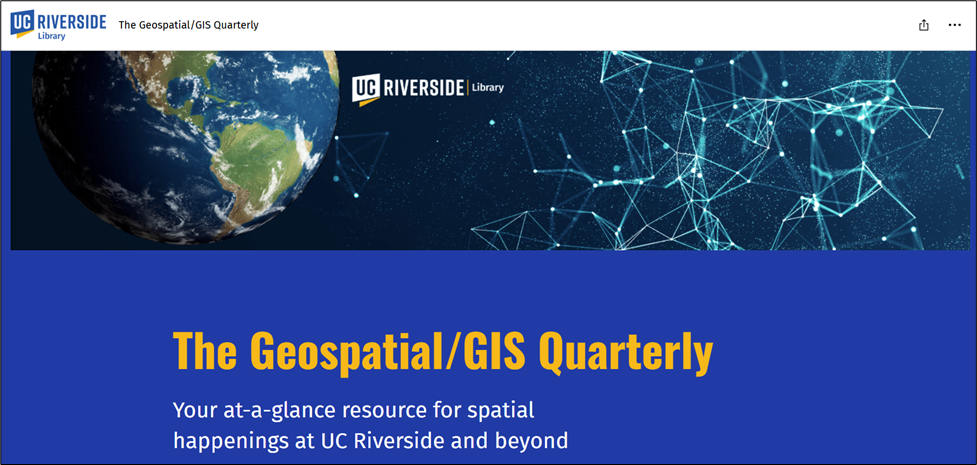 UC RIVERSIDE
Library
The Geospatial/GIS Quarterly
UC RIVERSIDE | Library
The Geospatial/GIS Quarterly
Your at-a-glance resource for spatial
happenings at UC Riverside and beyond